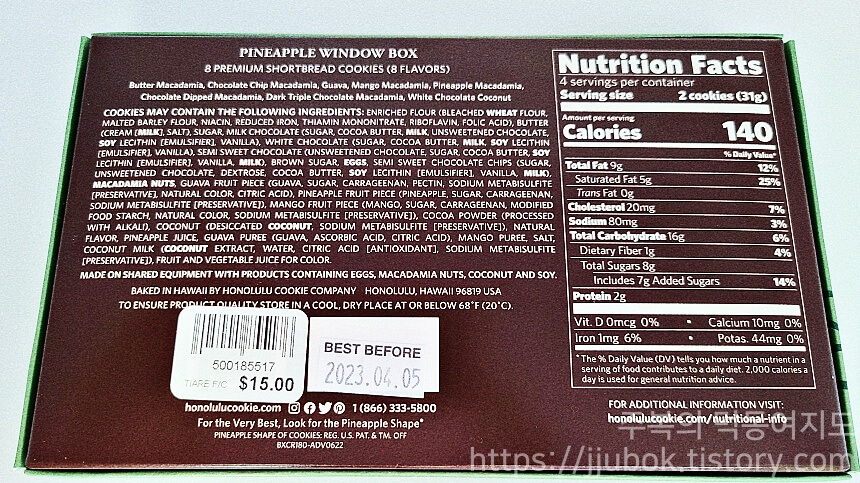 PINEAPPLE WINDOW BOX
8 PREMIUM SHORTBREAD COOKIES (8 FLAVORS)
Butter Macadamia, Chocolate Chip Macadamia, Guava, Mango Macadamia, Pineapple Macadamia,
Chocolate Dipped Macadamia, Dark Triple Chocolate Macadamia, White Chocolate Coconut
COOKIES MAY CONTAIN THE FOLLOWING INGREDIENTS: ENRICHED FLOUR (BLEACHED WHEAT FLOUR,
MALTED BARLEY FLOUR, NIACIN, REDUCED IRON, THIAMIN MONONITRATE, RIBOFLAVIN, FOLIC ACID), BUTTER
(CREAM [MILK], SALT), SUGAR, MILK CHOCOLATE (SUGAR, COCOA BUTTER, MILK, UNSWEETENED CHOCOLATE,
SOY LECITHIN [EMULSIFIER], VANILLA), WHITE CHOCOLATE (SUGAR, COCOA BUTTER, MILK, SOY LECITHIN
[EMULSIFIER], VANILLA), SEMI SWEET CHOCOLATE (UNSWEETENED CHOCOLATE, SUGAR, COCOA BUTTER, SOY
LECITHIN [EMULSIFIER], VANILLA, MILK), BROWN SUGAR, EGGS, SEMI SWEET CHOCOLATE CHIPS (SUGAR,
UNSWEETENED CHOCOLATE, DEXTROSE, COCOA BUTTER, SOY LECITHIN [EMULSIFIER], VANILLA, MILK),
MACADAMIA NUTS, GUAVA FRUIT PIECE (GUAVA, SUGAR, CARRAGEENAN, PECTIN, SODIUM METABISULFITE
[PRESERVATIVE], NATURAL COLOR, CITRIC ACID), PINEAPPLE FRUIT PIECE (PINEAPPLE, SUGAR, CARRAGEENAN,
SODIUM METABISULFITE [PRESERVATIVE]), MANGO FRUIT PIECE (MANGO, SUGAR, CARRAGEENAN, MODIFIED
FOOD STARCH, NATURAL COLOR, SODIUM METABISULFITE [PRESERVATIVE]), COCOA POWDER (PROCESSED
WITH ALKALI), COCONUT (DESICCATED COCONUT, SODIUM METABISULFITE [PRESERVATIVE]), NATURAL
FLAVOR, PINEAPPLE JUICE, GUAVA PUREE (GUAVA, ASCORBIC ACID, CITRIC ACID), MANGO PUREE, SALT,
COCONUT MILK (COCONUT EXTRACT, WATER, CITRIC ACID [ANTIOXIDANT], SODIUM METABISULFITE
[PRESERVATIVE]), FRUIT AND VEGETABLE JUICE FOR COLOR.
MADE ON SHARED EQUIPMENT WITH PRODUCTS CONTAINING EGGS, MACADAMIA NUTS, COCONUT AND SOY.
BAKED IN HAWAII BY HONOLULU COOKIE COMPANY HONOLULU, HAWAII 96819 USA
TO ENSURE PRODUCT QUALITY STORE IN A COOL, DRY PLACE AT OR BELOW 68°F (20°C).
500185517
TIARE F/C $15.00
BEST BEFORE
2023.04.05
honolulucookie.com 1 (866) 333-5800
For the Very Best, Look for the Pineapple Shape®
PINEAPPLE SHAPE OF COOKIES: REG. U.S. PAT. & TM. OFF
BXCR180-ADV0622
Nutrition Facts
4 servings per container
Serving size 2 cookies (31g)
Amount per serving
Calories 140
% Daily Value*
Total Fat 9g 12%
Saturated Fat 5g 25%
Trans Fat 0g
Cholesterol 20mg 7%
Sodium 80mg 3%
Total Carbohydrate 16g 6%
Dietary Fiber 1g 4%
Total Sugars 8g
Includes 7g Added Sugars 14%
Protein 2g
Vit. D 0mcg 0% • Calcium 10mg 0%
Iron 1mg 6% • Potas. 44mg 0%
*The % Daily Value (DV) tells you how much a nutrient in a
serving of food contributes to a daily diet. 2,000 calories a
day is used for general nutrition advice.
FOR ADDITIONAL INFORMATION VISIT:
honolulucookie.com/nutritional-info
주복의 먹통여지도
https://jjubok.tistory.com